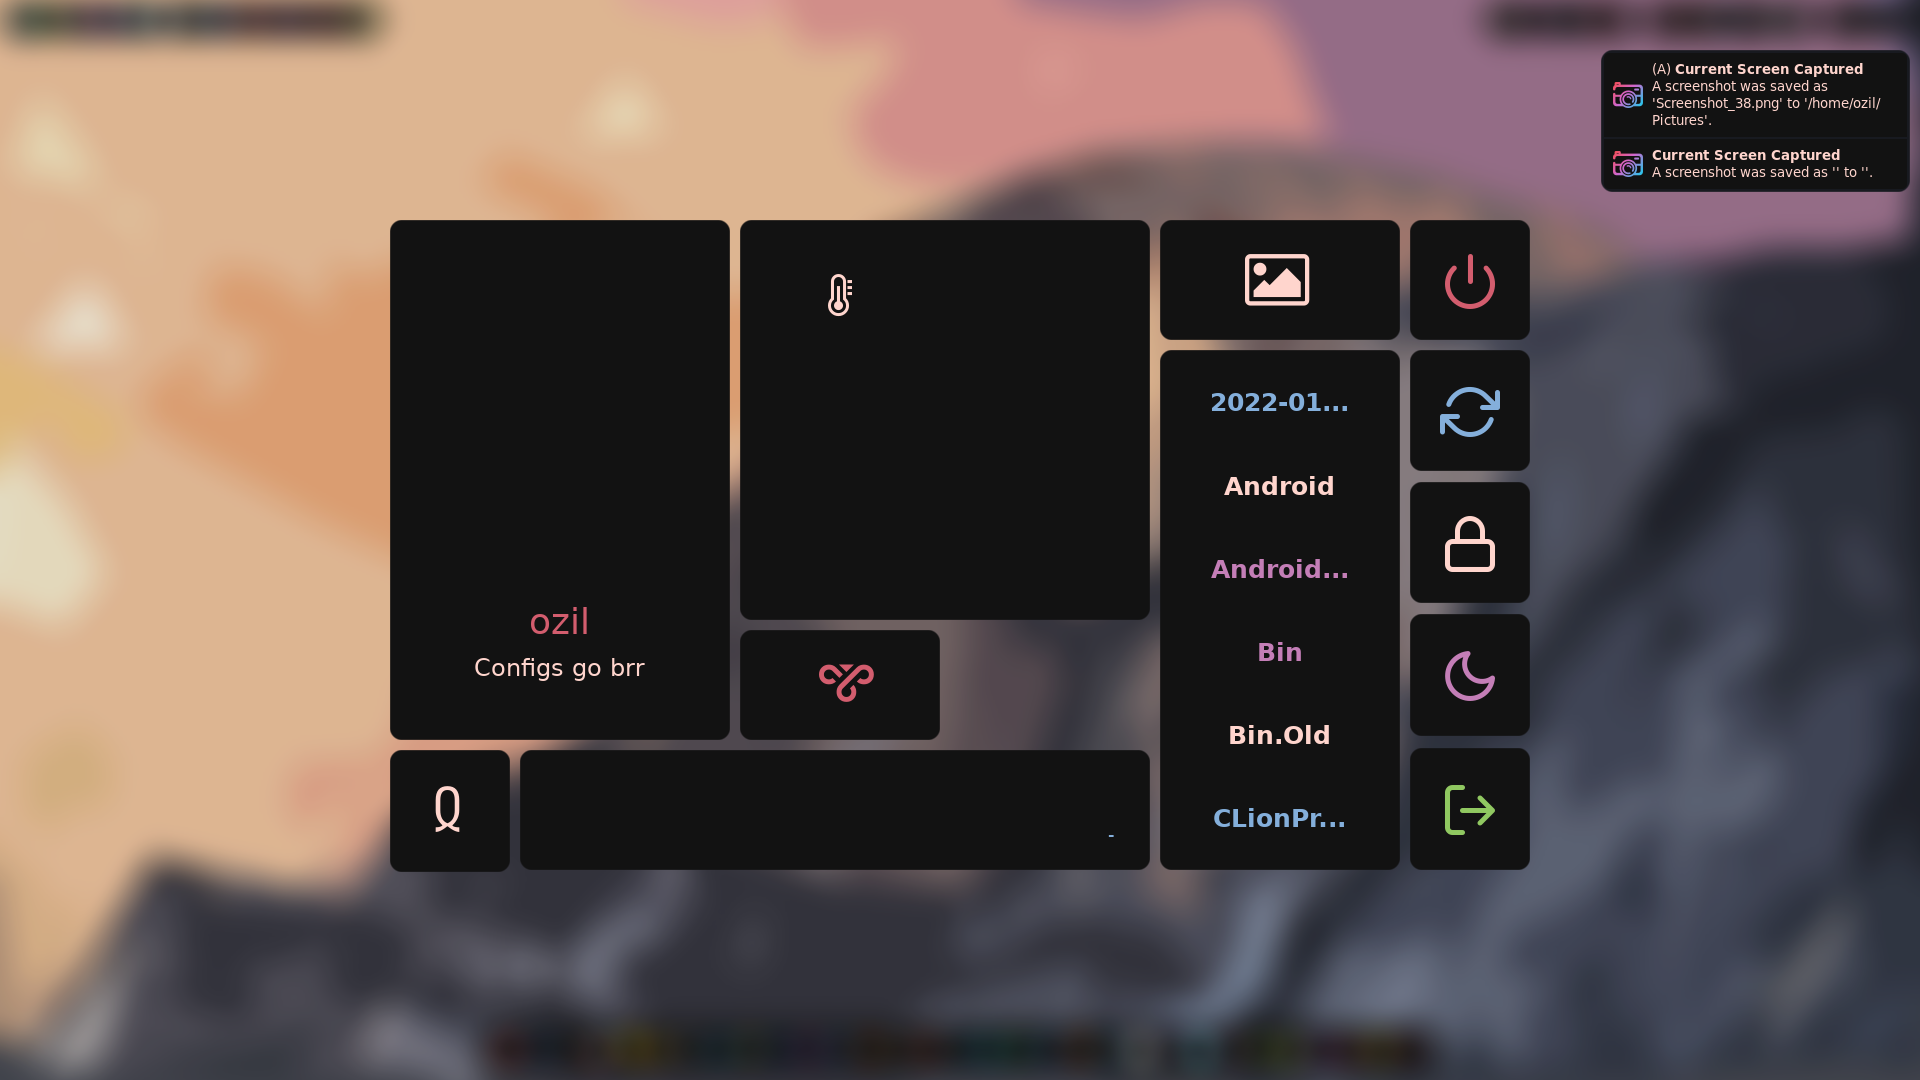 (A) Current Screen Captured
A screenshot was saved as
'Screenshot_38.png' to '/home/ozil/
Pictures'.
Current Screen Captured
A screenshot was saved as '' to ''.
ozil
Configs go brr
-
2022-01...
Android
Android...
Bin
Bin.Old
CLionPr...